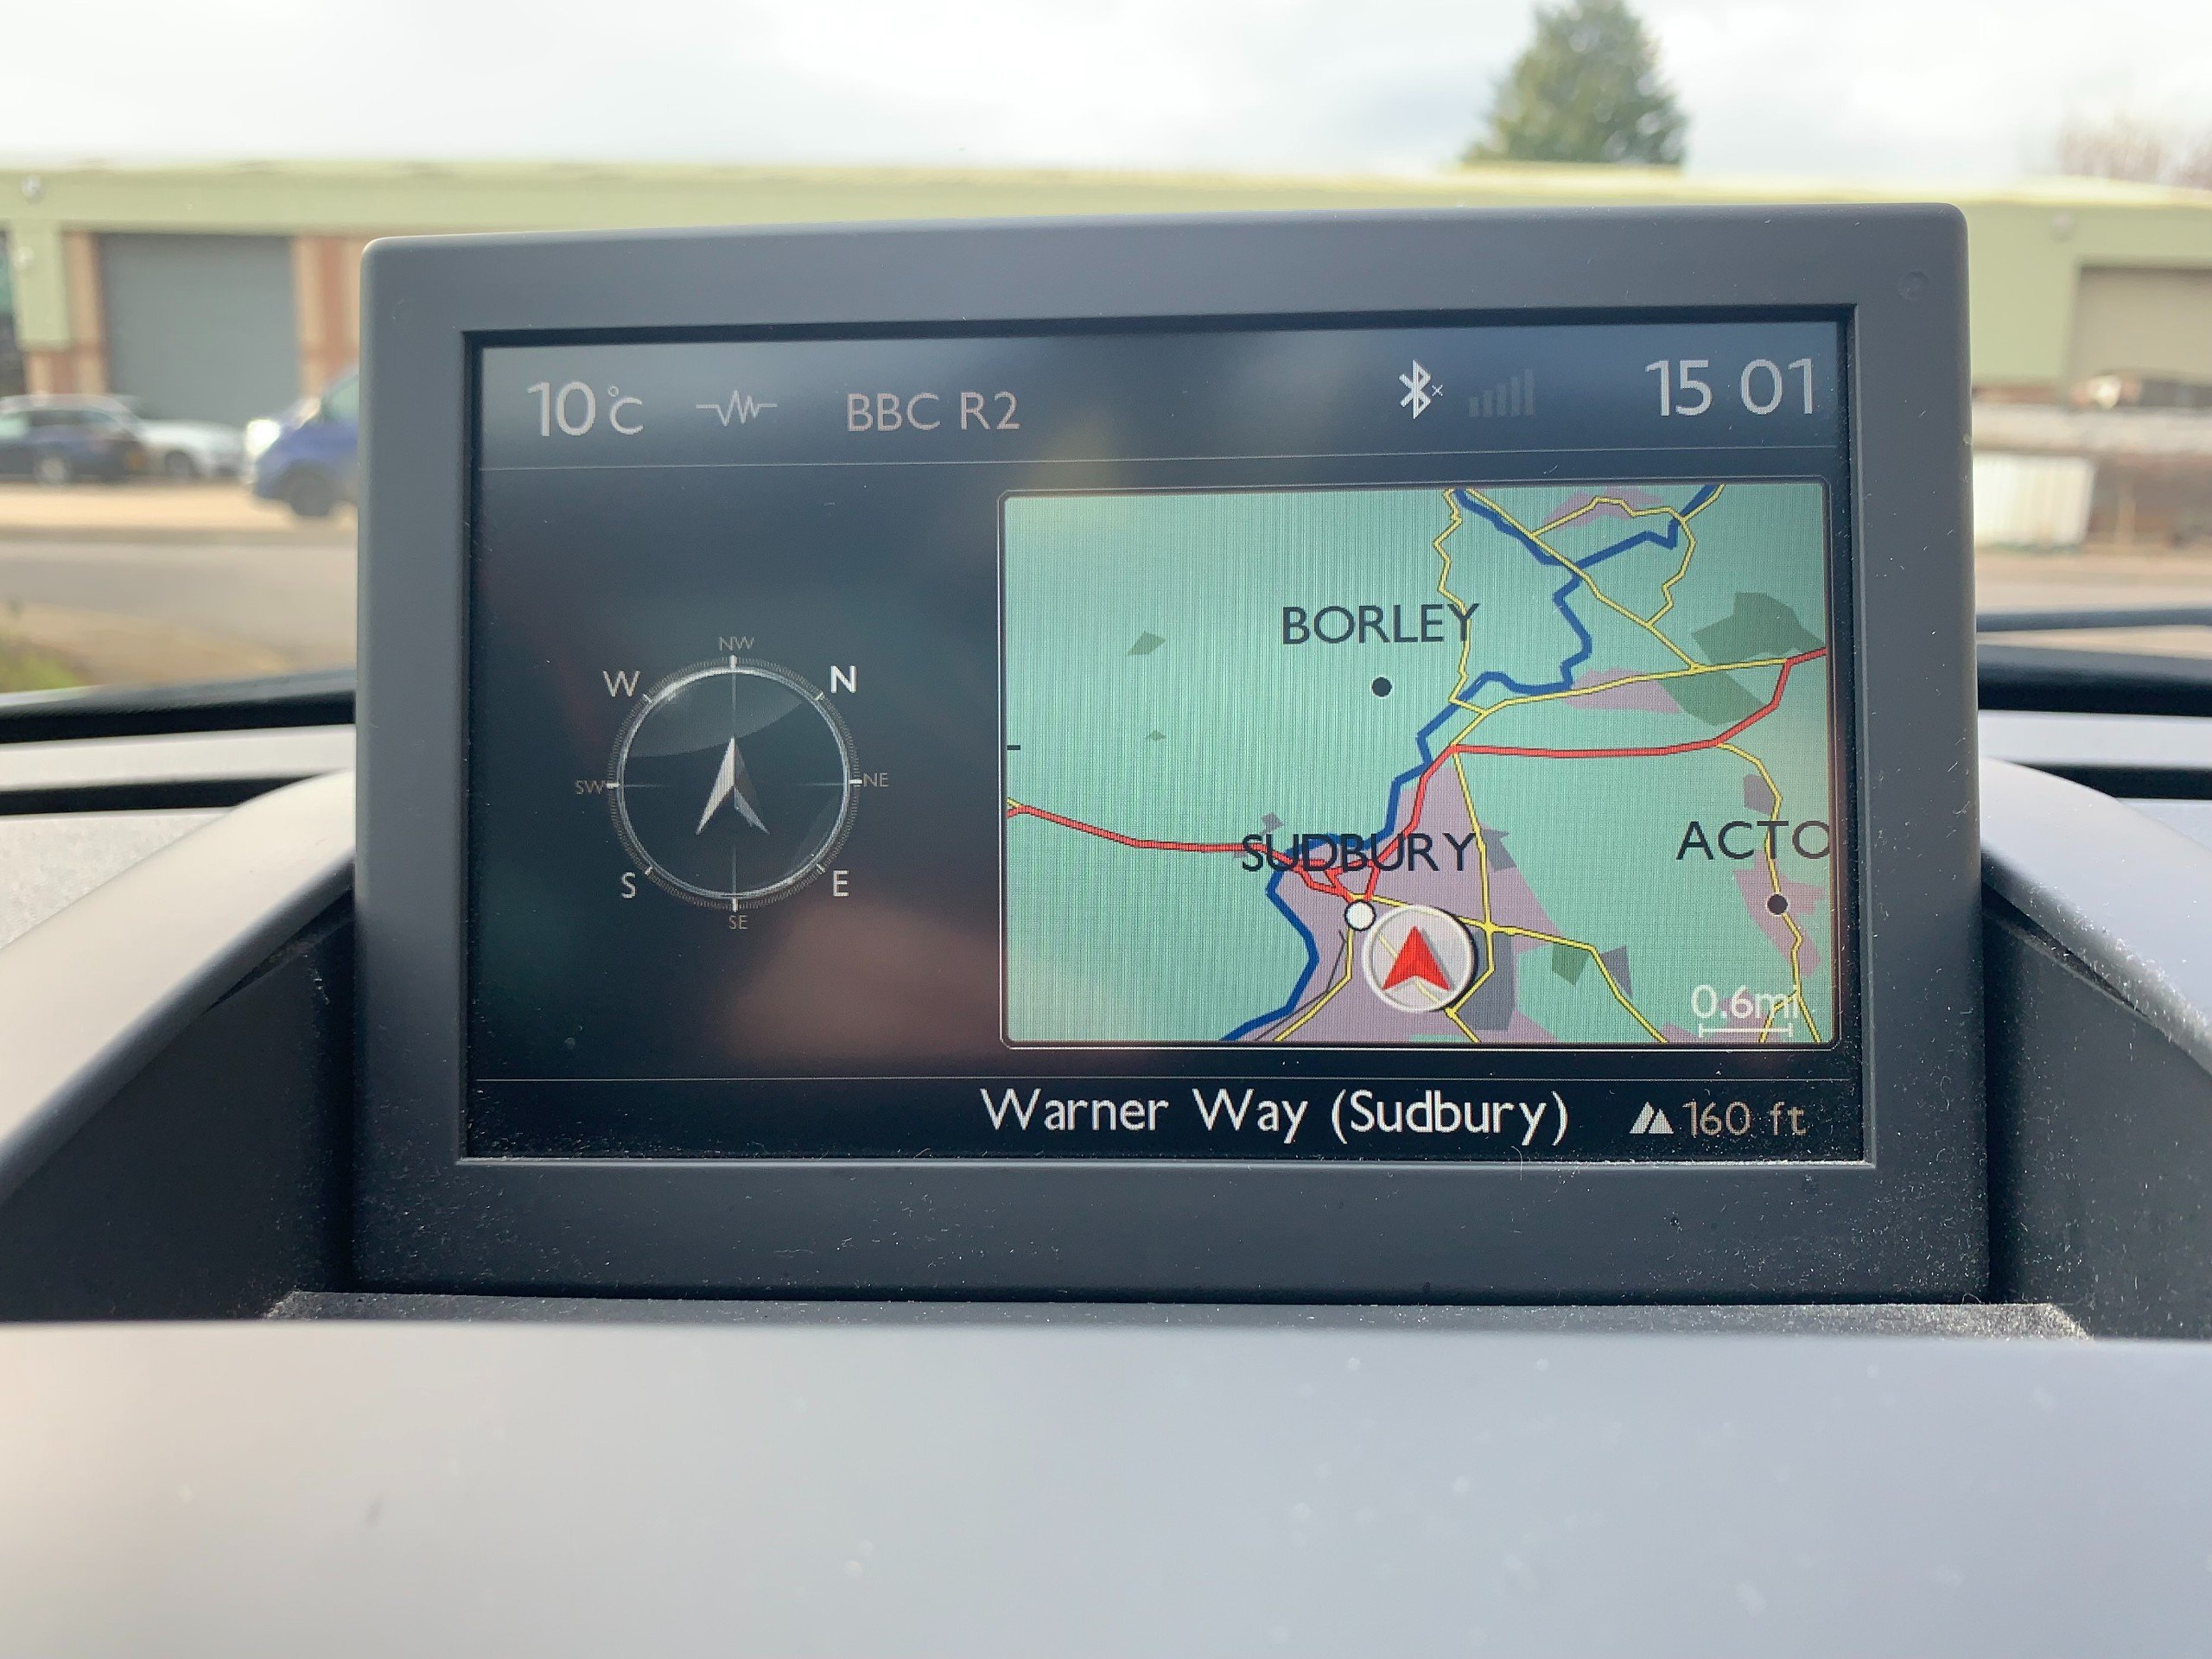 10°C BBC R2 15 01
NW
W N
SW NE
S E
SE
BORLEY
SUDBURY
ACTO
0.6mi
Warner Way (Sudbury) 160 ft